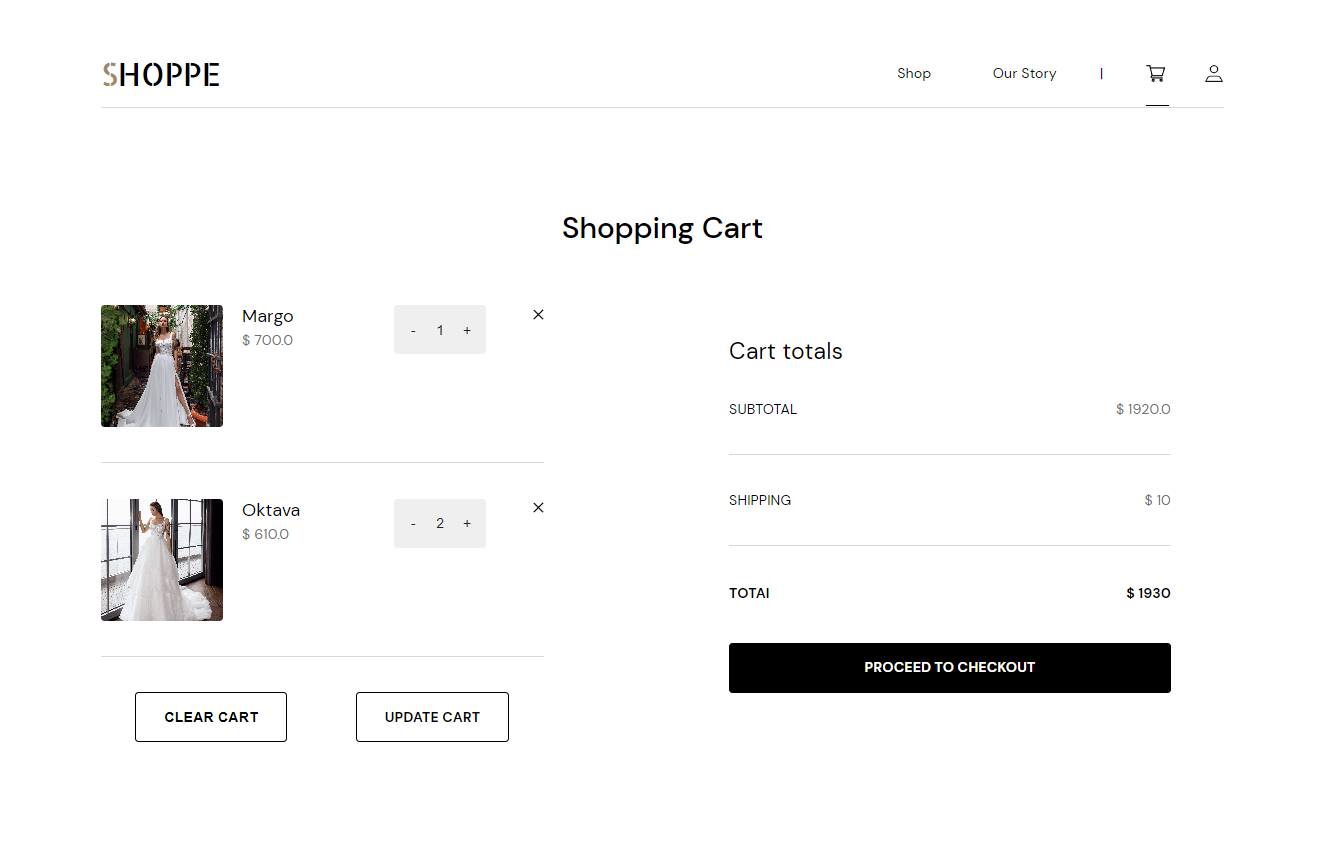 SHOPPE
Shop Our Story |
Shopping Cart
Margo
$ 700.0
- 1 +
Oktava
$ 610.0
- 2 +
CLEAR CART UPDATE CART
Cart totals
SUBTOTAL $ 1920.0
SHIPPING $ 10
TOTAl $ 1930
PROCEED TO CHECKOUT